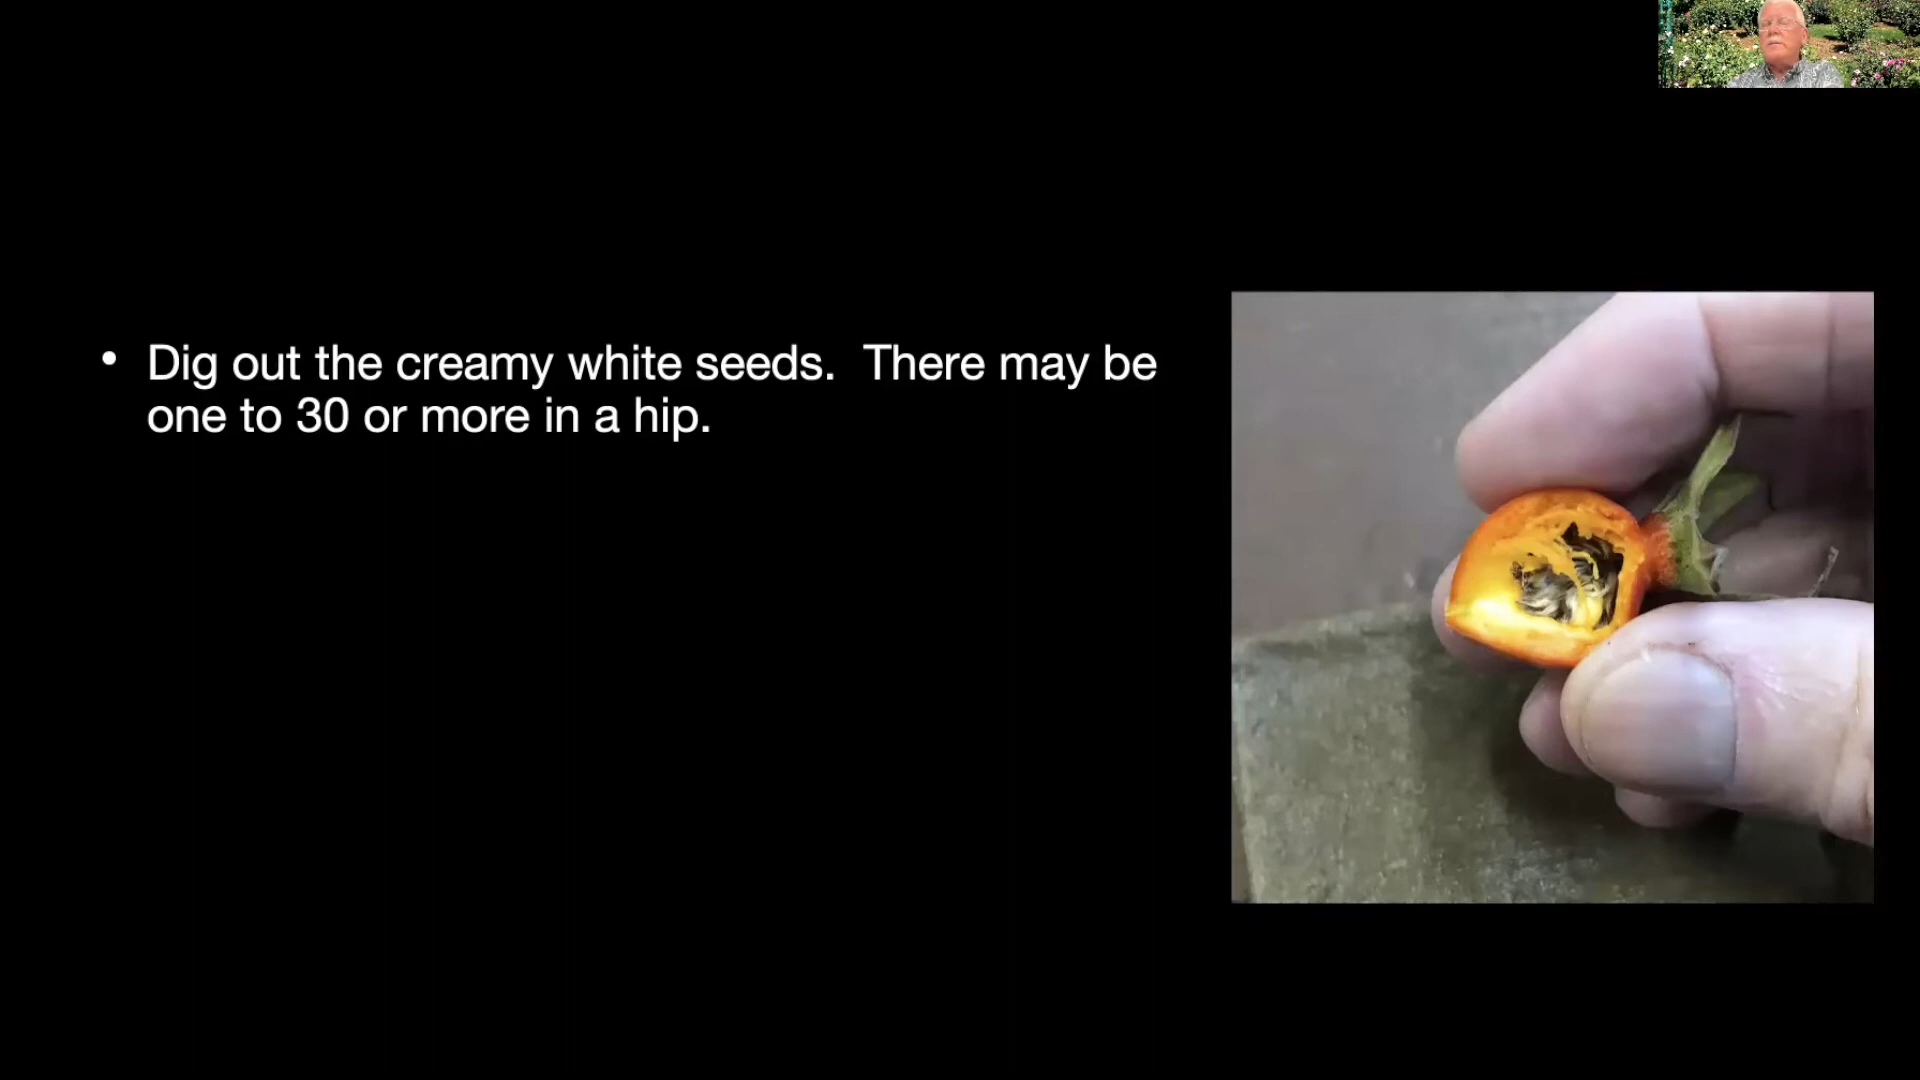 • Dig out the creamy white seeds.  There may be
one to 30 or more in a hip.